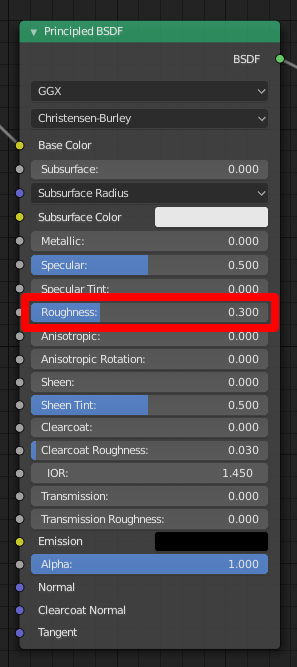 Principled BSDF
BSDF
GGX
Christensen-Burley
Base Color
Subsurface: 0.000
Subsurface Radius
Subsurface Color
Metallic: 0.000
Specular: 0.500
Specular Tint: 0.000
Roughness: 0.300
Anisotropic: 0.000
Anisotropic Rotation: 0.000
Sheen: 0.000
Sheen Tint: 0.500
Clearcoat: 0.000
Clearcoat Roughness: 0.030
IOR: 1.450
Transmission: 0.000
Transmission Roughness: 0.000
Emission
Alpha: 1.000
Normal
Clearcoat Normal
Tangent